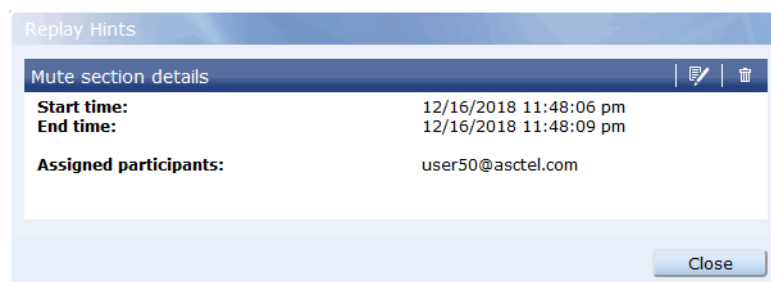 Replay Hints
Mute section details
Start time: 12/16/2018 11:48:06 pm
End time: 12/16/2018 11:48:09 pm
Assigned participants: user50@asctel.com
Close